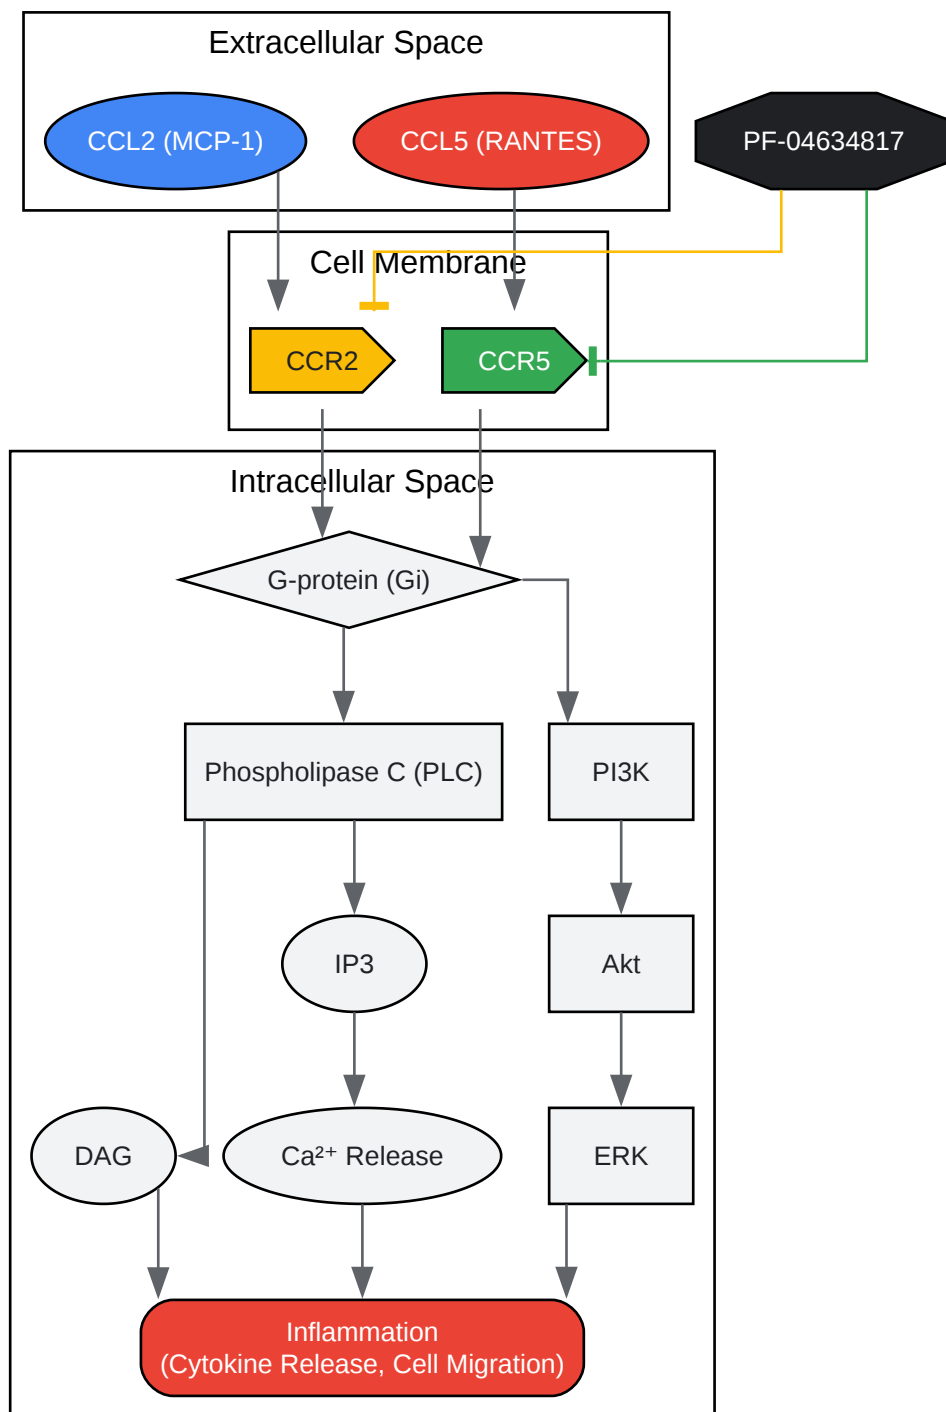 Extracellular Space
CCL2 (MCP-1)
CCL5 (RANTES)
PF-04634817
Cell Membrane
CCR2
CCR5
Intracellular Space
G-protein (Gi)
Phospholipase C (PLC)
PI3K
IP3
Akt
DAG
Ca²⁺ Release
ERK
Inflammation
(Cytokine Release, Cell Migration)